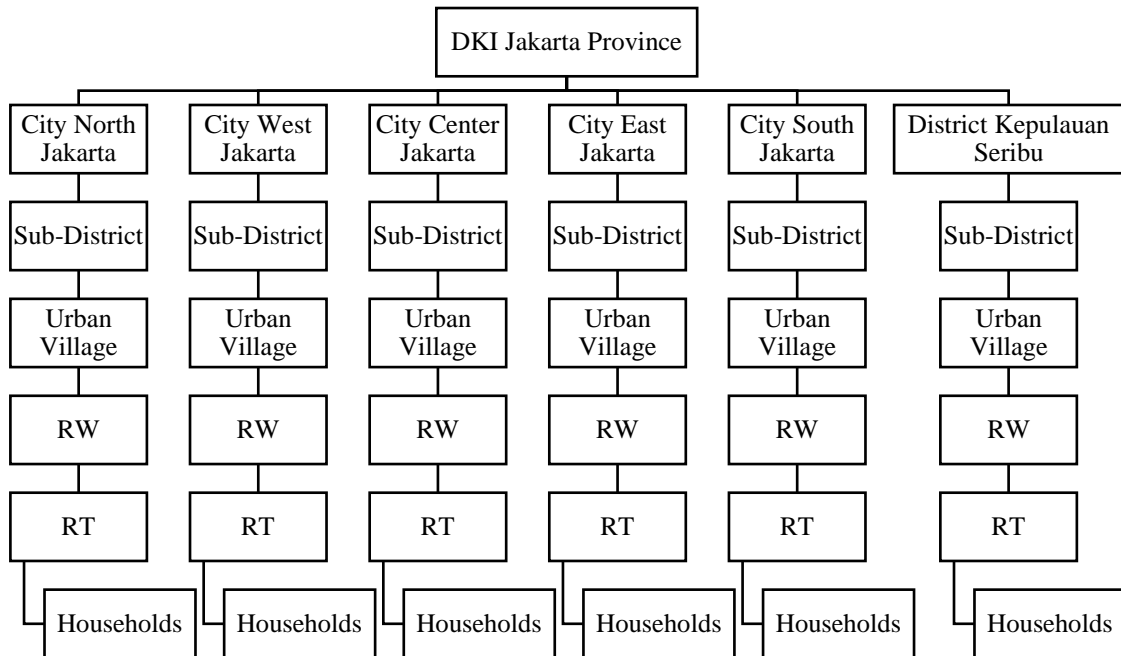 DKI Jakarta Province
City North
Jakarta
City West
Jakarta
City Center
Jakarta
City East
Jakarta
City South
Jakarta
District Kepulauan
Seribu
Sub-District
Sub-District
Sub-District
Sub-District
Sub-District
Sub-District
Urban
Village
Urban
Village
Urban
Village
Urban
Village
Urban
Village
Urban
Village
RW
RW
RW
RW
RW
RW
RT
RT
RT
RT
RT
RT
Households
Households
Households
Households
Households
Households